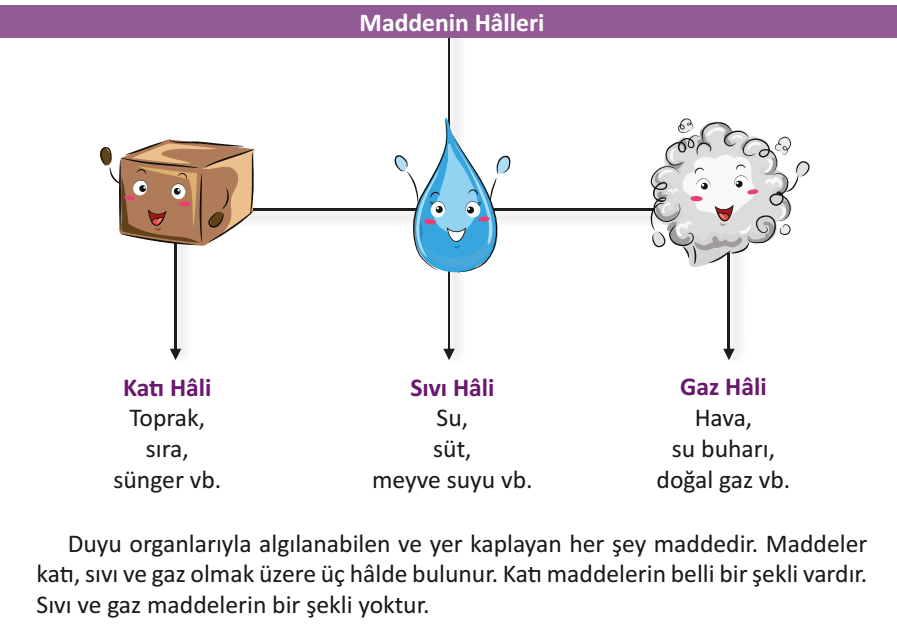 Maddenin Hâlleri
Katı Hâli
Toprak,
sıra,
sünger vb.
Sıvı Hâli
Su,
süt,
meyve suyu vb.
Gaz Hâli
Hava,
su buharı,
doğal gaz vb.
Duyu organlarıyla algılanabilen ve yer kaplayan her şey maddedir. Maddeler
katı, sıvı ve gaz olmak üzere üç hâlde bulunur. Katı maddelerin belli bir şekli vardır.
Sıvı ve gaz maddelerin bir şekli yoktur.